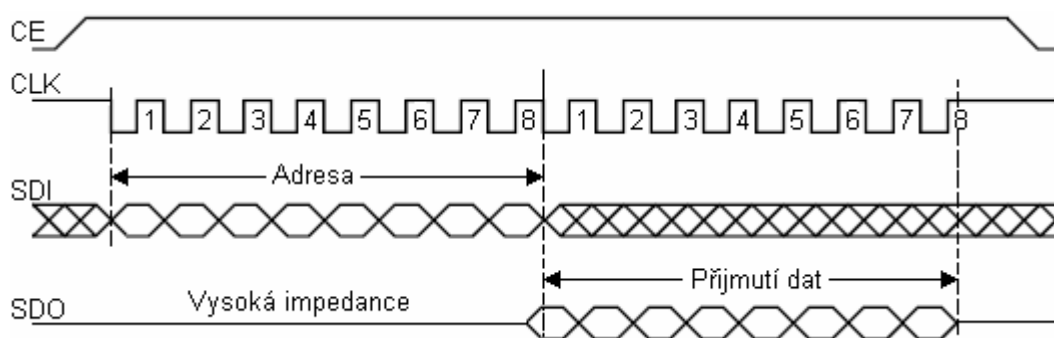 CE
CLK
1 2 3 4 5 6 7 8 1 2 3 4 5 6 7 8
Adresa
SDI
Přijmutí dat
Vysoká impedance
SDO